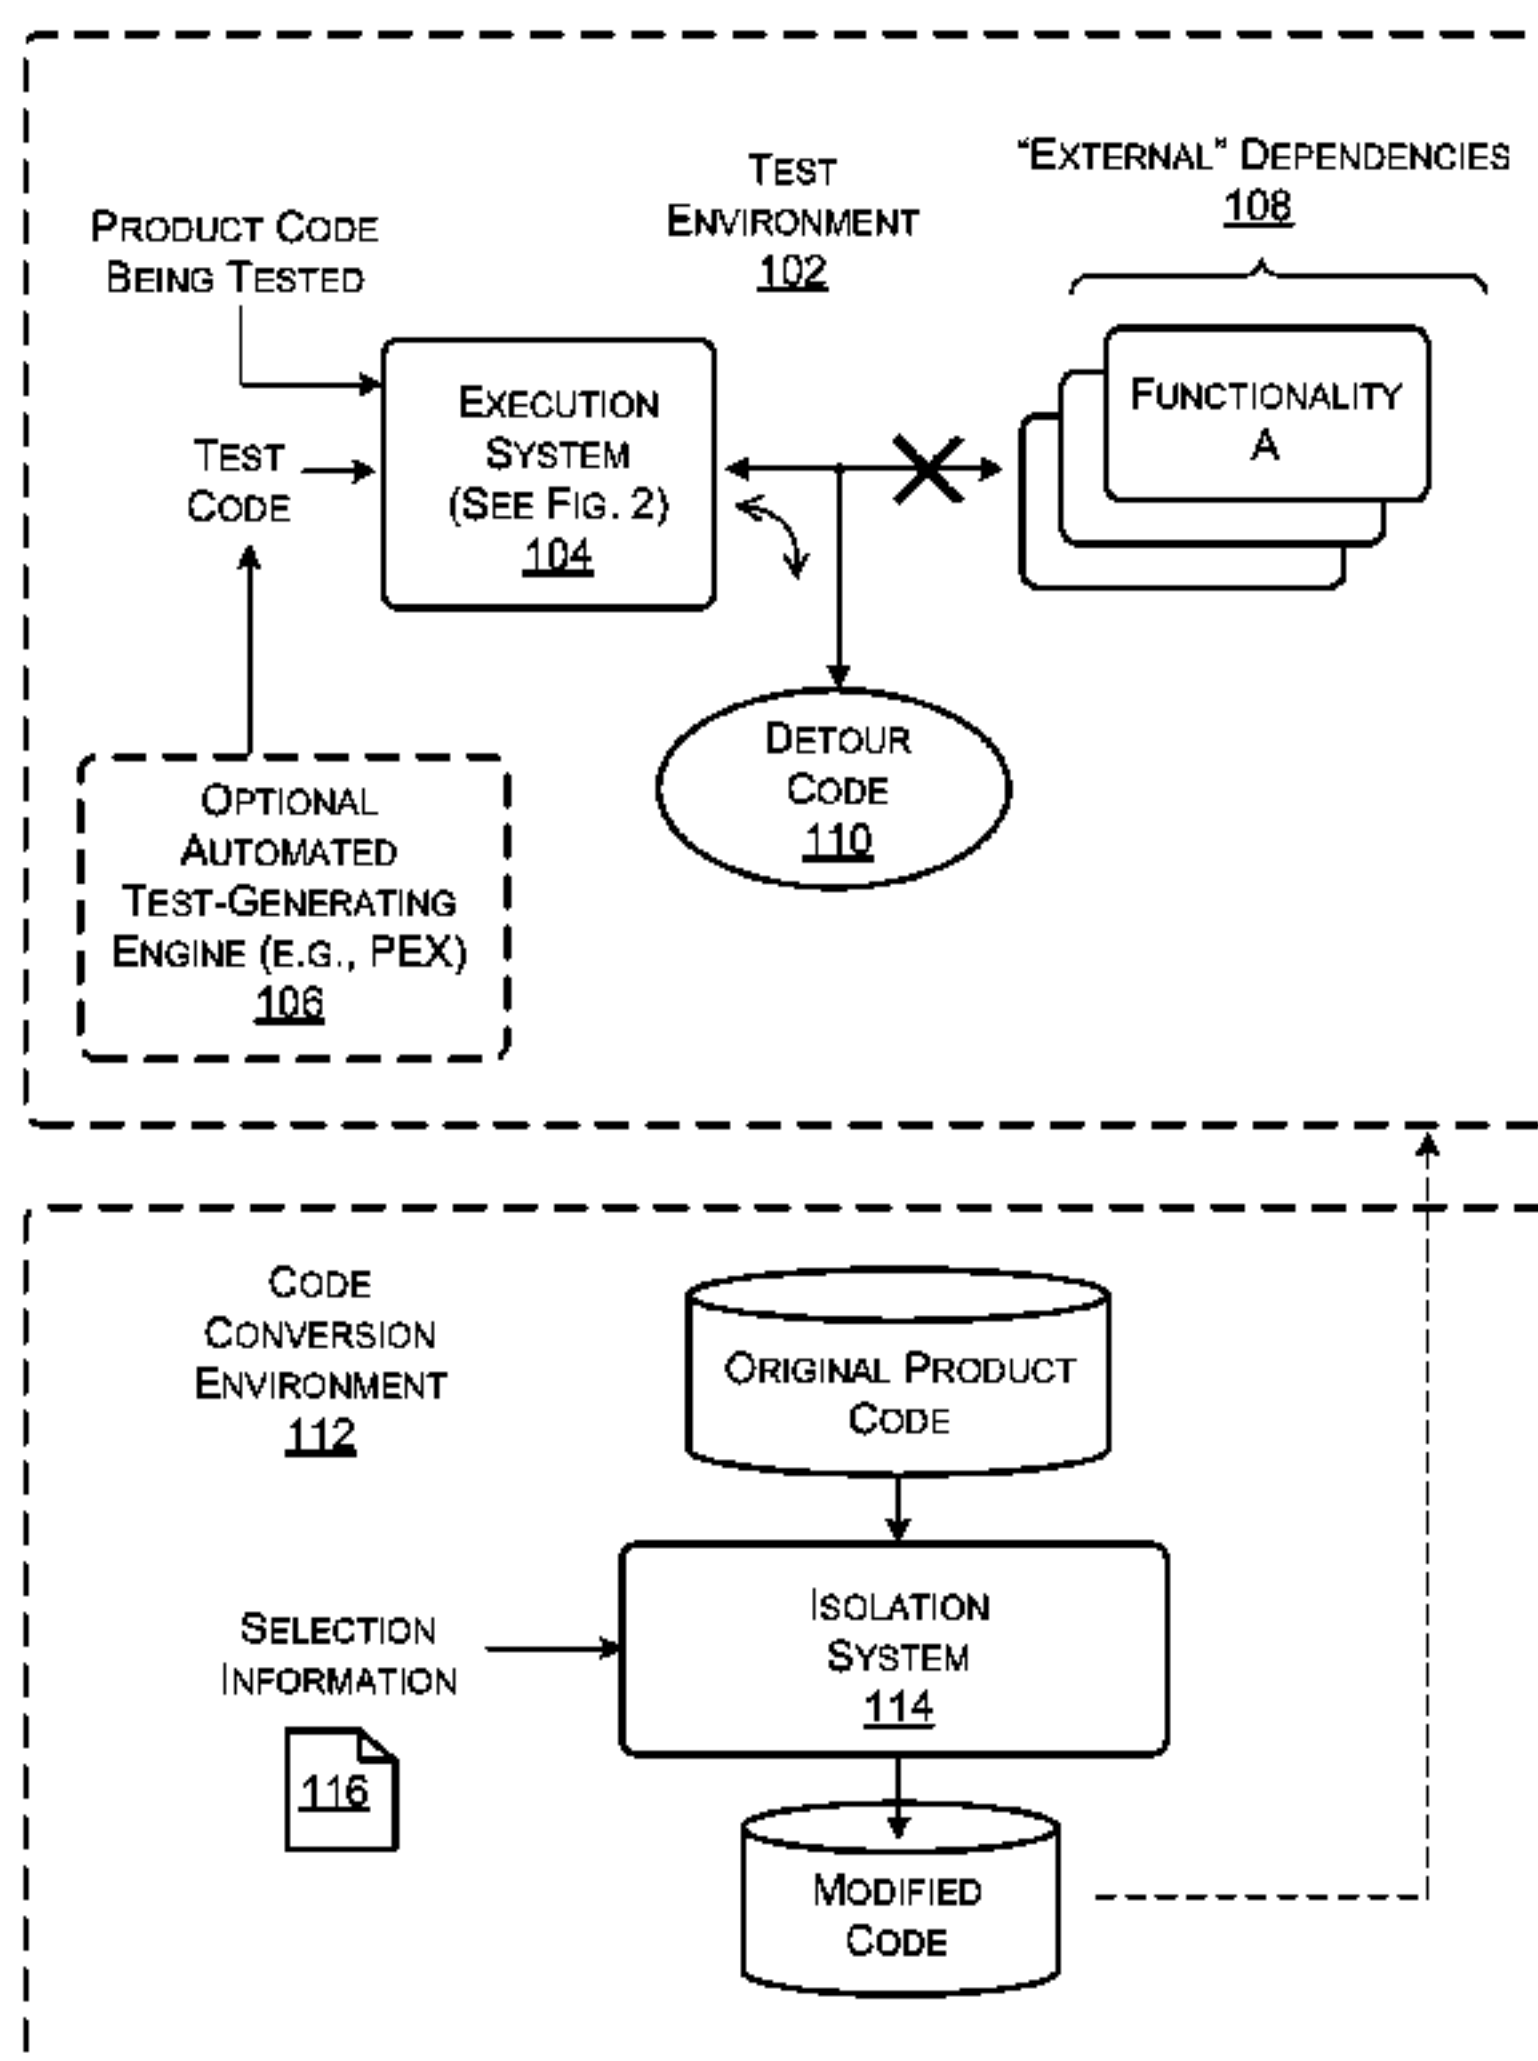 TEST
ENVIRONMENT
102
"EXTERNAL" DEPENDENCIES
108
PRODUCT CODE
BEING TESTED
EXECUTION
SYSTEM
(SEE FIG. 2)
104
FUNCTIONALITY
A
TEST
CODE
DETOUR
CODE
110
OPTIONAL
AUTOMATED
TEST-GENERATING
ENGINE (E.G., PEX)
106
CODE
CONVERSION
ENVIRONMENT
112
ORIGINAL PRODUCT
CODE
ISOLATION
SYSTEM
114
SELECTION
INFORMATION
116
MODIFIED
CODE